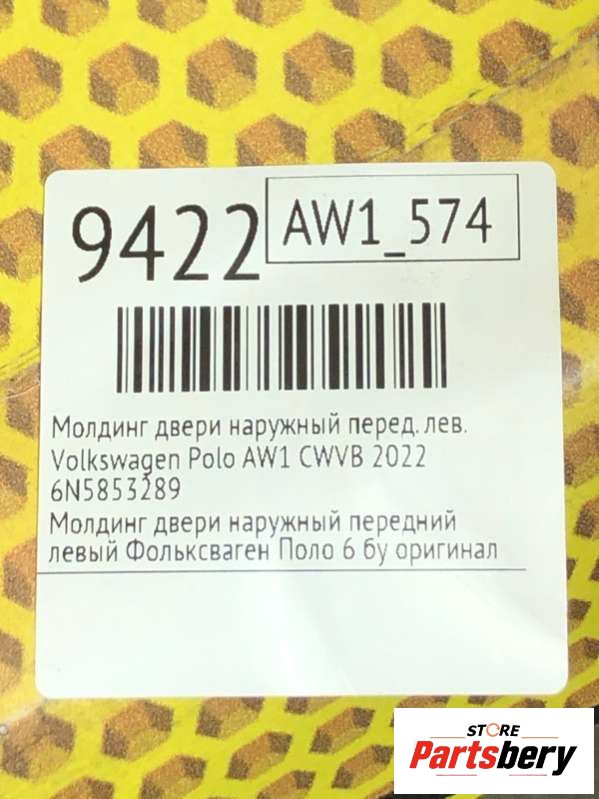 9422
AW1_574
Молдинг двери наружный перед. лев.
Volkswagen Polo AW1 CWVB 2022
6N5853289
Молдинг двери наружный передний
левый Фольксваген Поло 6 бу оригинал
STORE
Partsbery